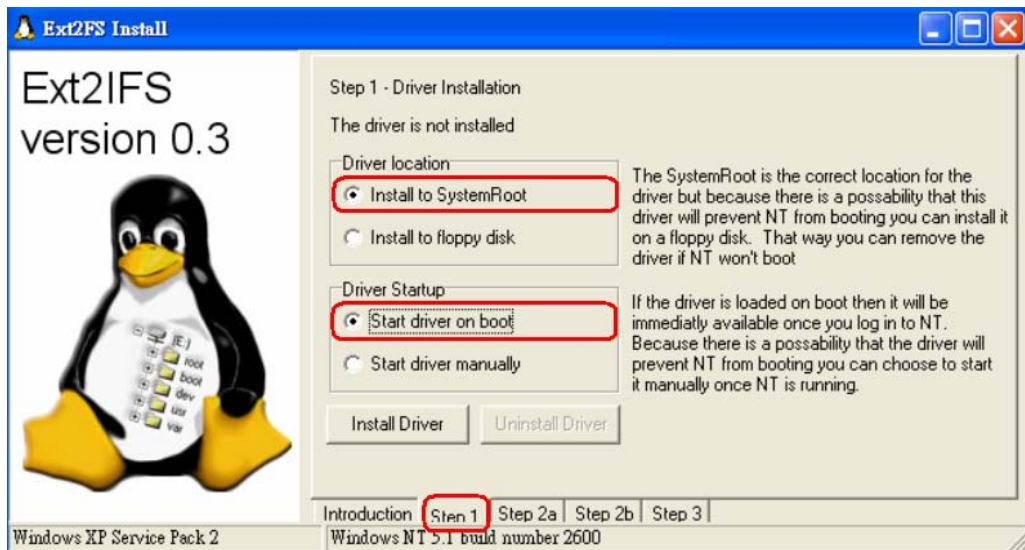 Ext2FS Install
Ext2IFS
version 0.3
(E:)
root
boot
dev
usr
var
Step 1 - Driver Installation
The driver is not installed
Driver location
Install to SystemRoot
Install to floppy disk
The SystemRoot is the correct location for the
driver but because there is a possability that this
driver will prevent NT from booting you can install it
on a floppy disk. That way you can remove the
driver if NT won't boot
Driver Startup
Start driver on boot
Start driver manually
If the driver is loaded on boot then it will be
immediatly available once you log in to NT.
Because there is a possability that the driver will
prevent NT from booting you can choose to start
it manually once NT is running.
Install Driver
Uninstall Driver
Introduction
Step 1
Step 2a
Step 2b
Step 3
Windows XP Service Pack 2
Windows NT 5.1 build number 2600